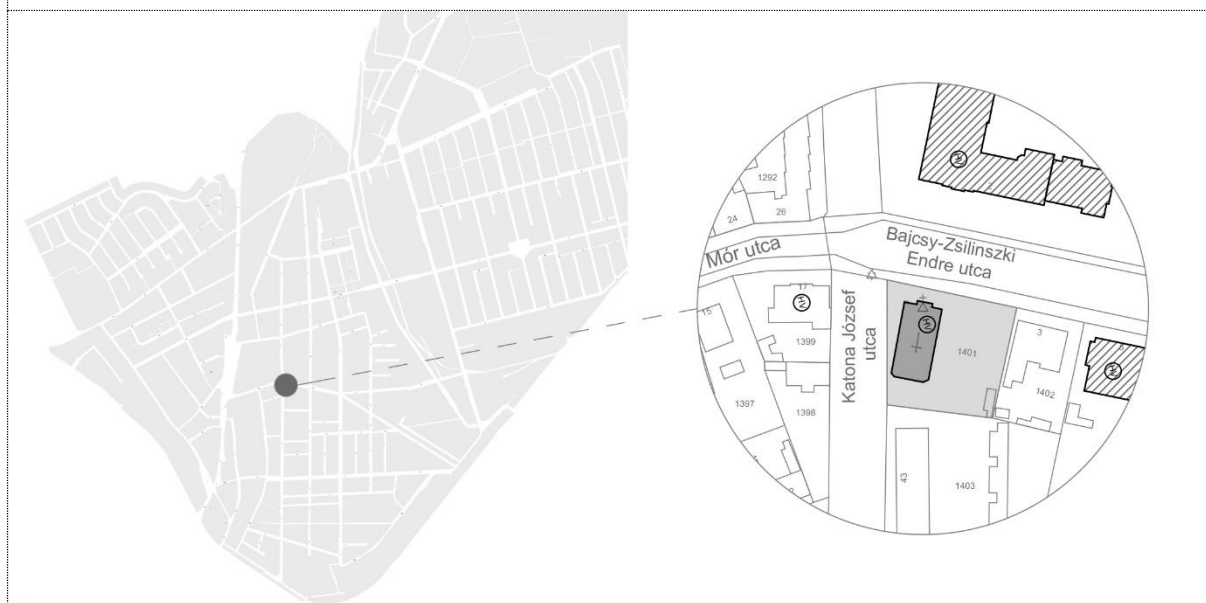 1292
24
26
2
Mór utca
Bajcsy-Zsilinszki
Endre utca
17
15
1399
Katona József
utca
1401
3
1402
1397
1398
43
1403